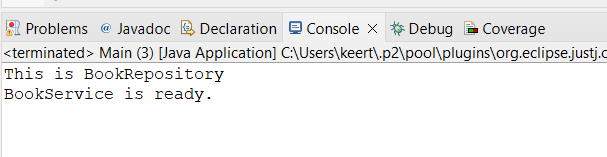 Problems @ Javadoc Declaration Console Debug Coverage
<terminated> Main (3) [Java Application] C:\Users\keert\.p2\pool\plugins\org.eclipse.justj.o
This is BookRepository
BookService is ready.